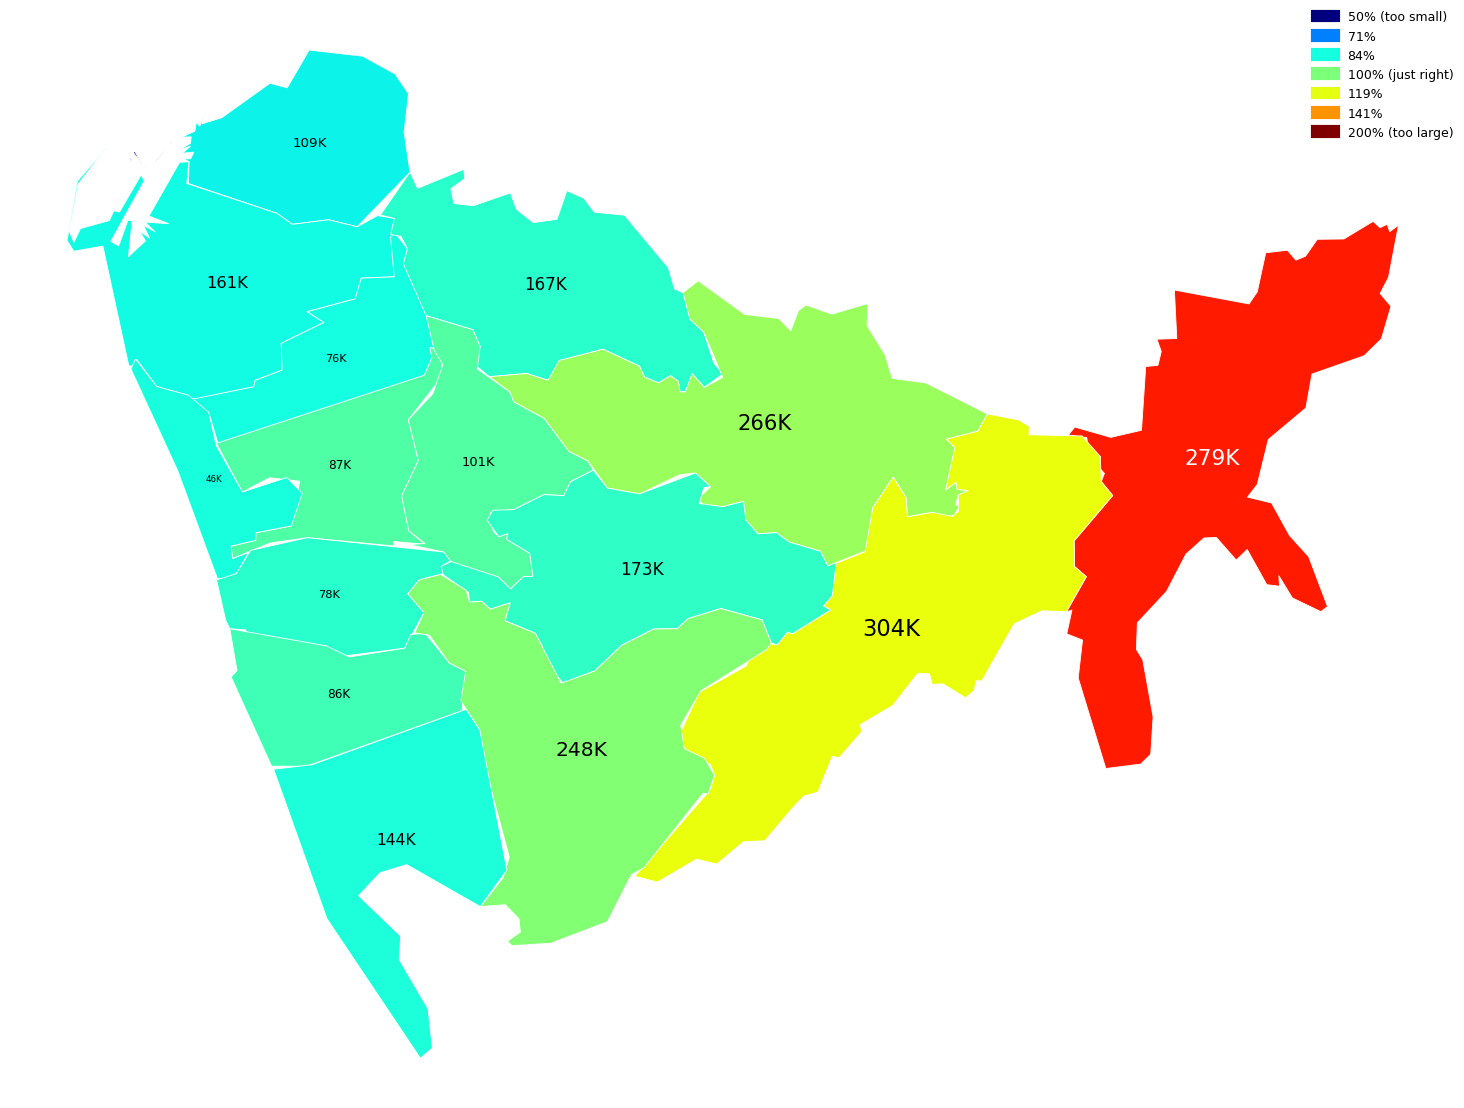 50% (too small)
71%
84%
100% (just right)
119%
141%
200% (too large)
109K
161K
167K
76K
266K
279K
101K
87K
46K
173K
78K
304K
86K
248K
144K